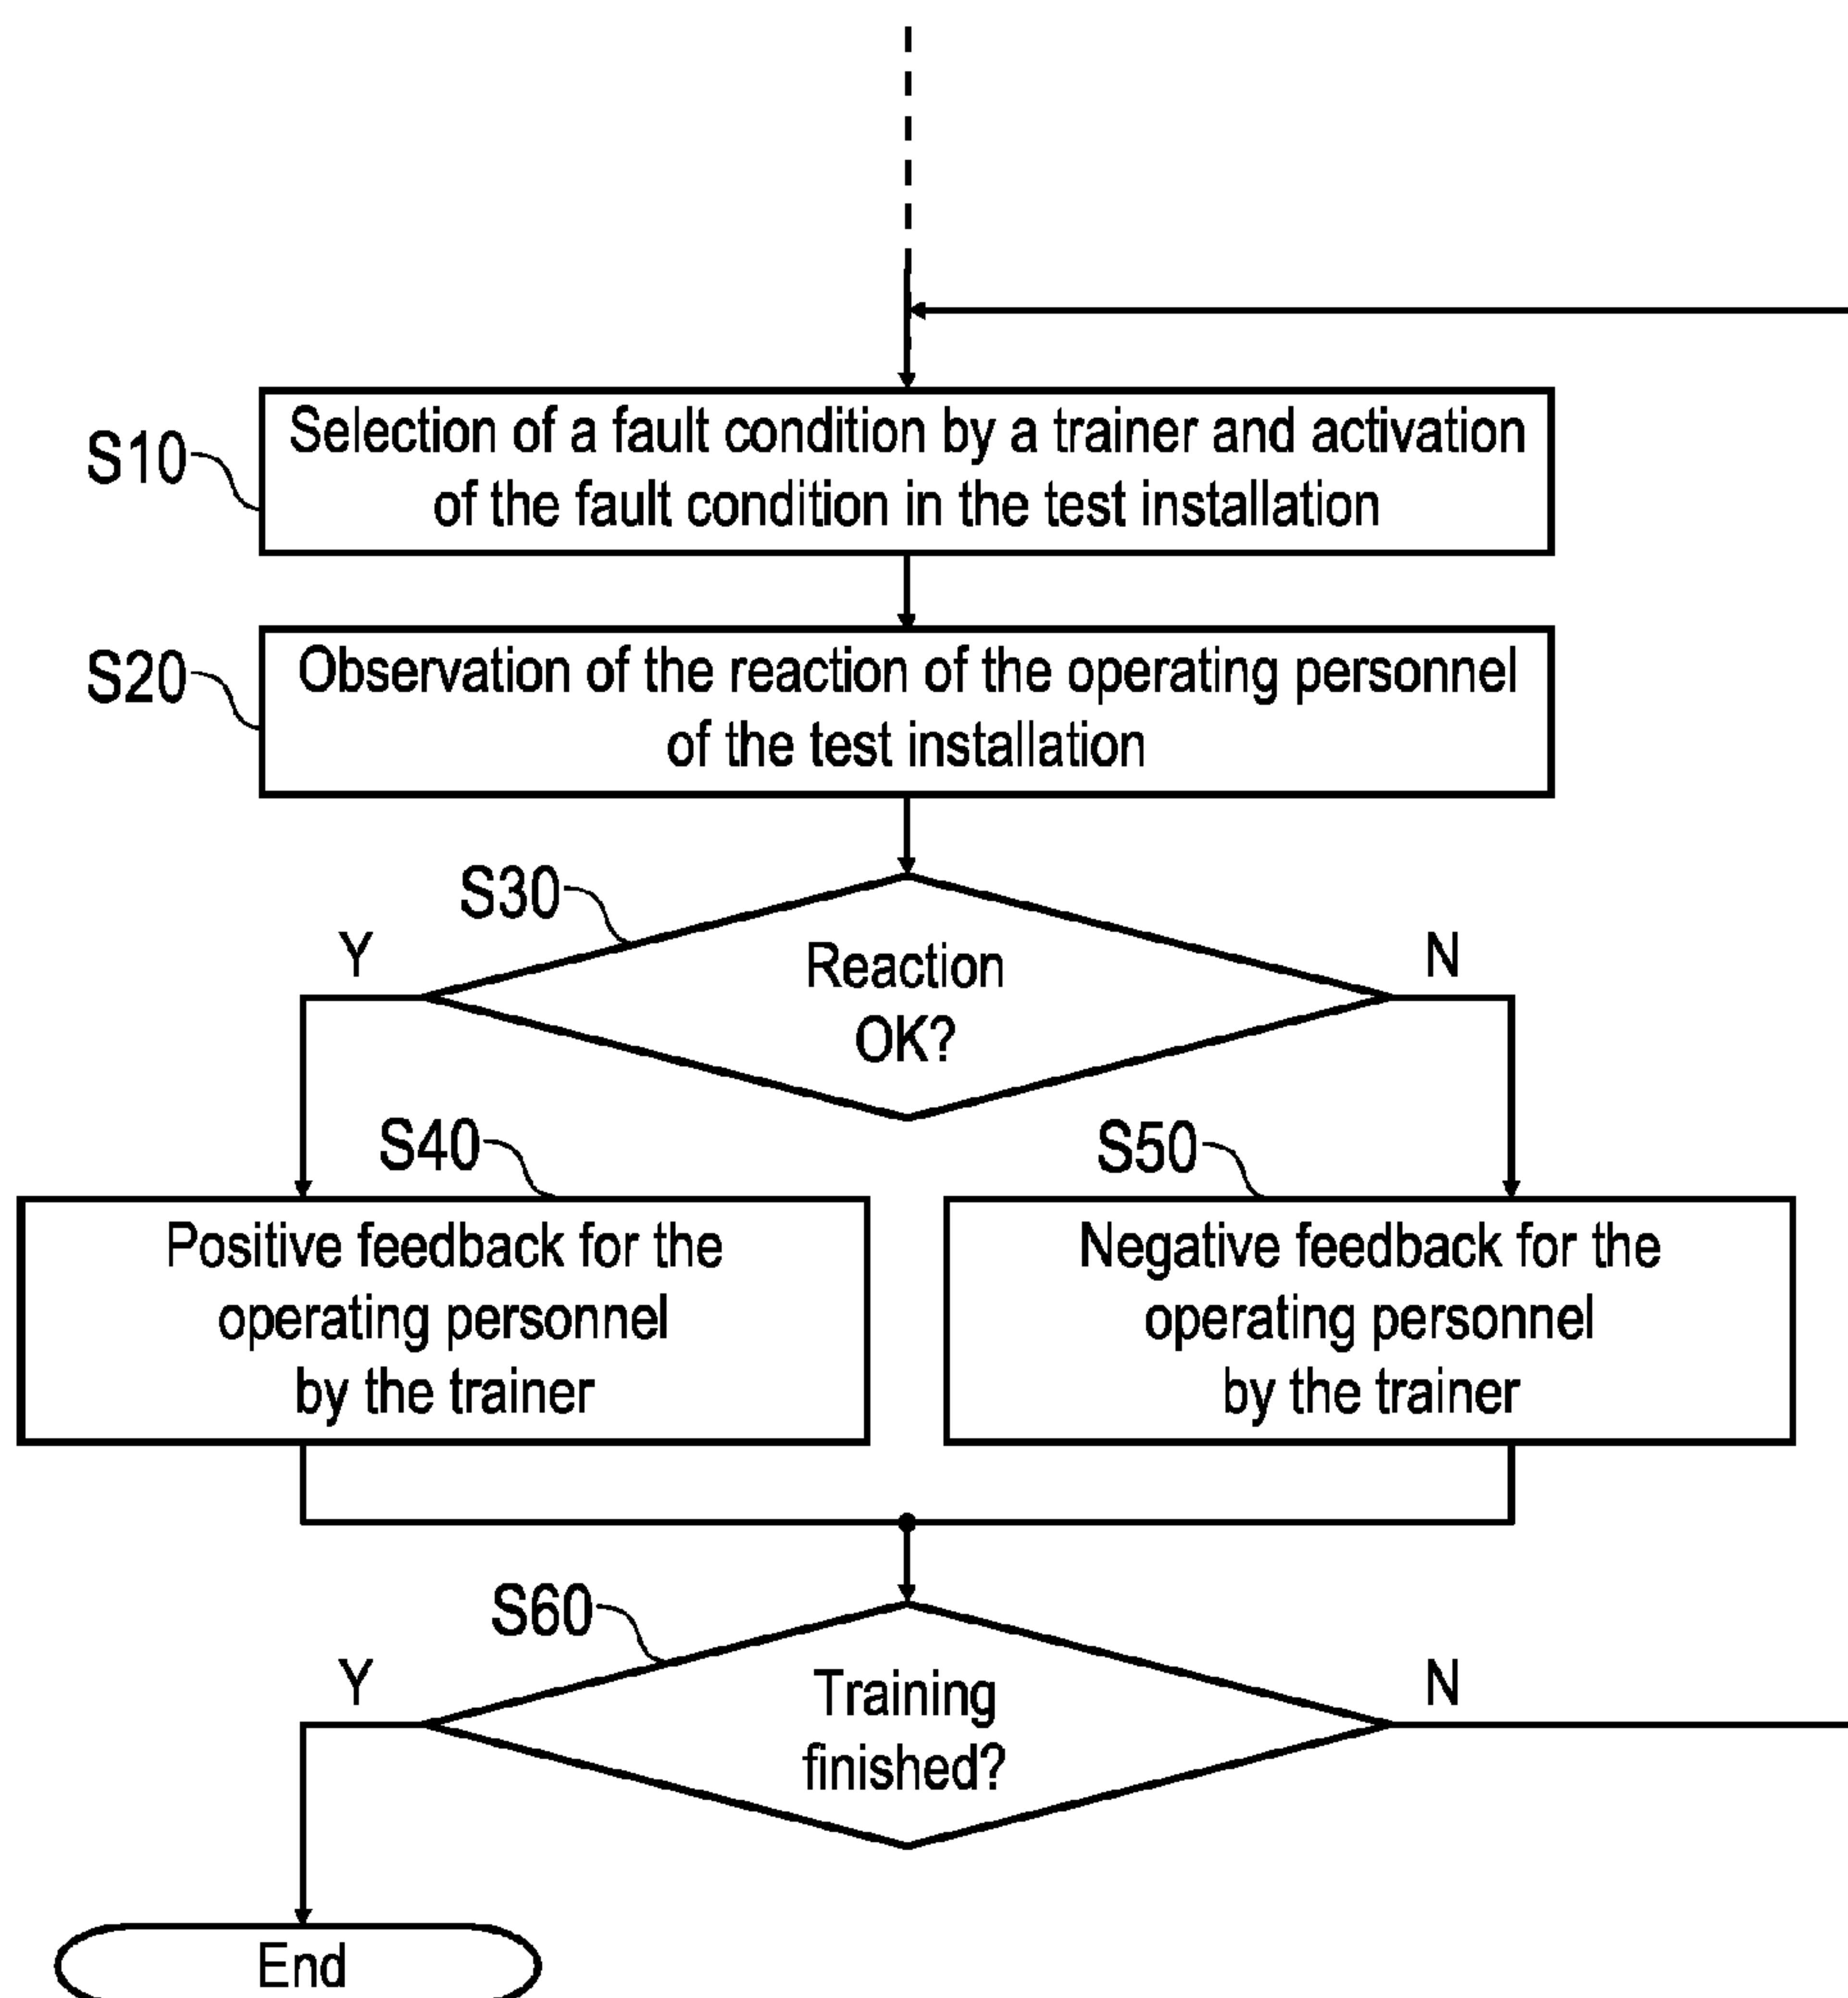 S10
Selection of a fault condition by a trainer and activation
of the fault condition in the test installation
S20
Observation of the reaction of the operating personnel
of the test installation
S30
Y
Reaction
OK?
N
S40
Positive feedback for the
operating personnel
by the trainer
S50
Negative feedback for the
operating personnel
by the trainer
S60
Y
Training
finished?
N
End